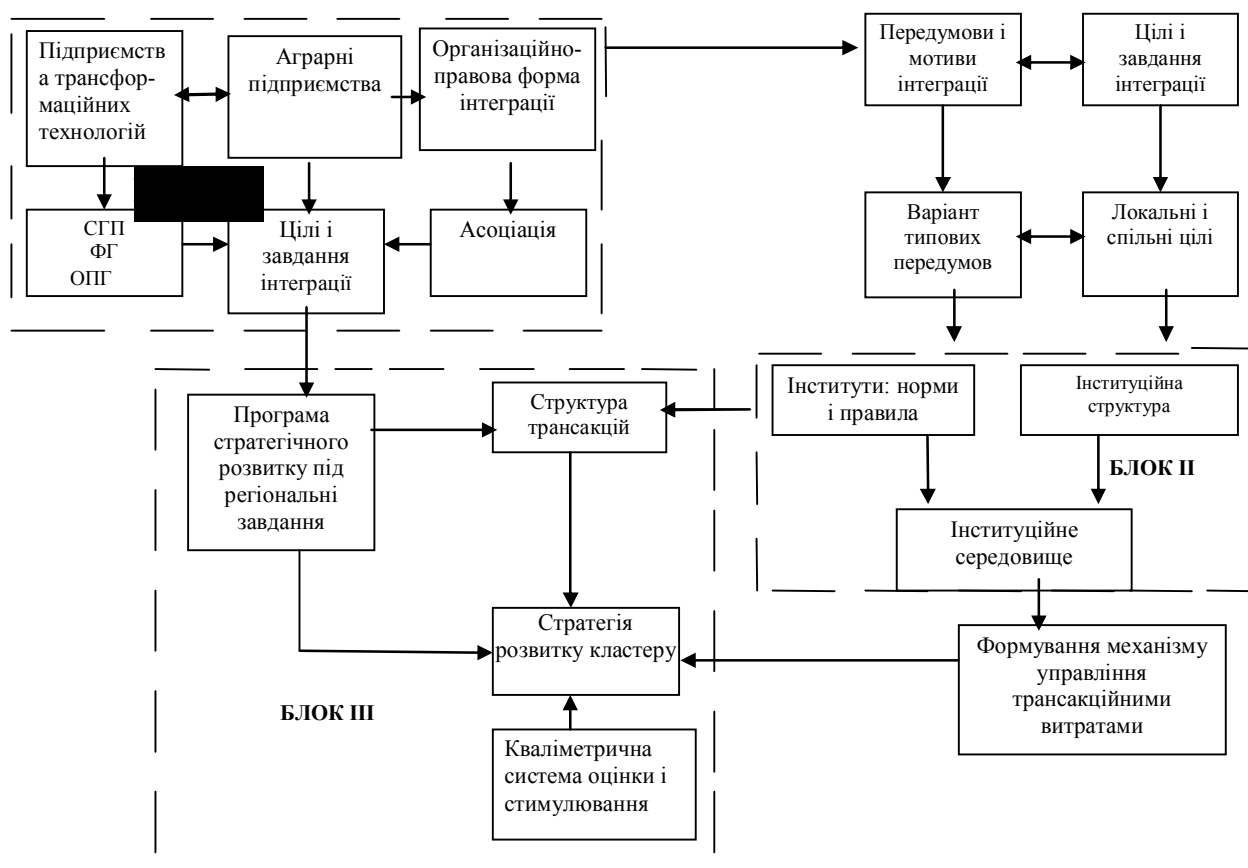 Підприємств
а трансфор-
маційних
технологій
Аграрні
підприємства
Організаційно-
правова форма
інтеграції
Передумови і
мотиви
інтеграції
Цілі і
завдання
інтеграції
СГП
ФГ
ОПГ
Цілі і
завдання
інтеграції
Асоціація
Варіант
типових
передумов
Локальні і
спільні цілі
Програма
стратегічного
розвитку під
регіональні
завдання
Структура
трансакцій
Інститути: норми
і правила
Інституційна
структура
БЛОК ІІ
Інституційне
середовище
Стратегія
розвитку кластеру
Формування механізму
управління
трансакційними
витратами
БЛОК ІІІ
Кваліметрична
система оцінки і
стимулювання